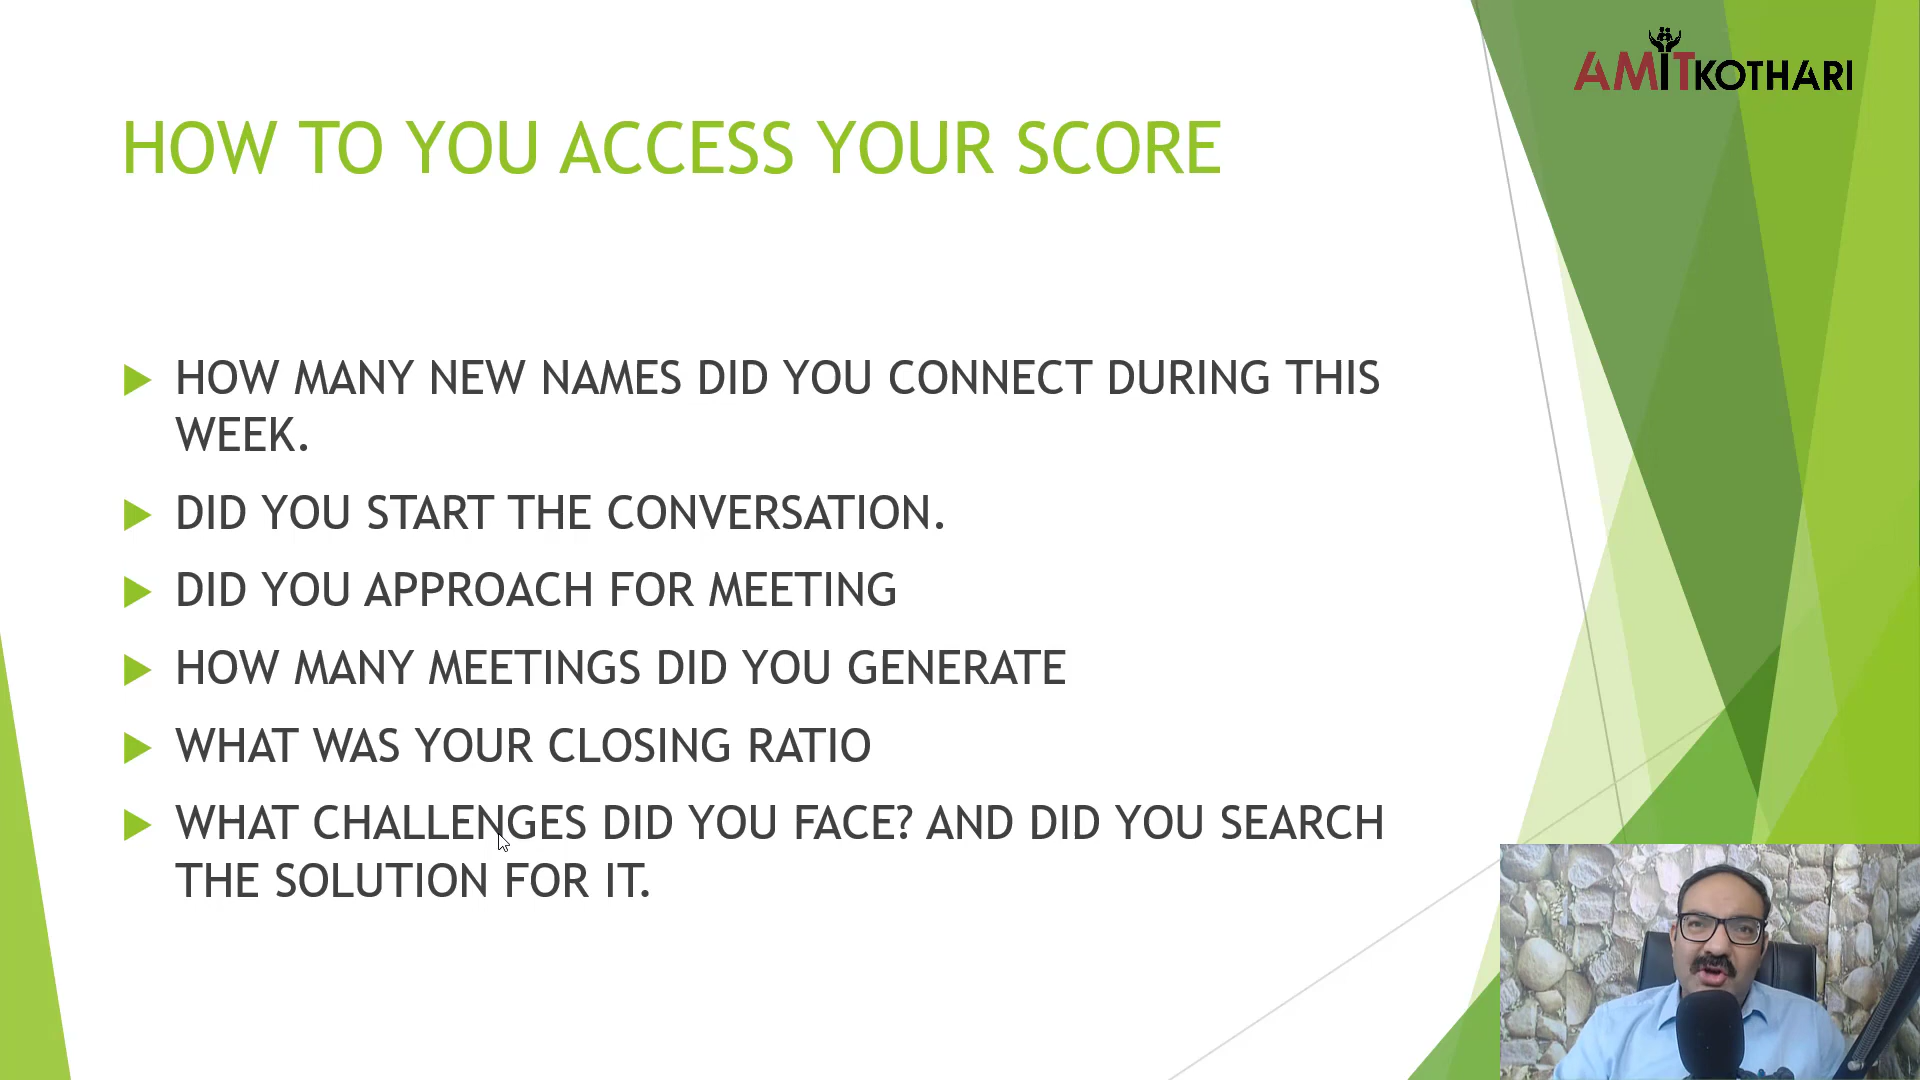 AMITKOTHARI
HOW TO YOU ACCESS YOUR SCORE
HOW MANY NEW NAMES DID YOU CONNECT DURING THIS
WEEK.
DID YOU START THE CONVERSATION.
DID YOU APPROACH FOR MEETING
HOW MANY MEETINGS DID YOU GENERATE
WHAT WAS YOUR CLOSING RATIO
WHAT CHALLENGES DID YOU FACE? AND DID YOU SEARCH
THE SOLUTION FOR IT.